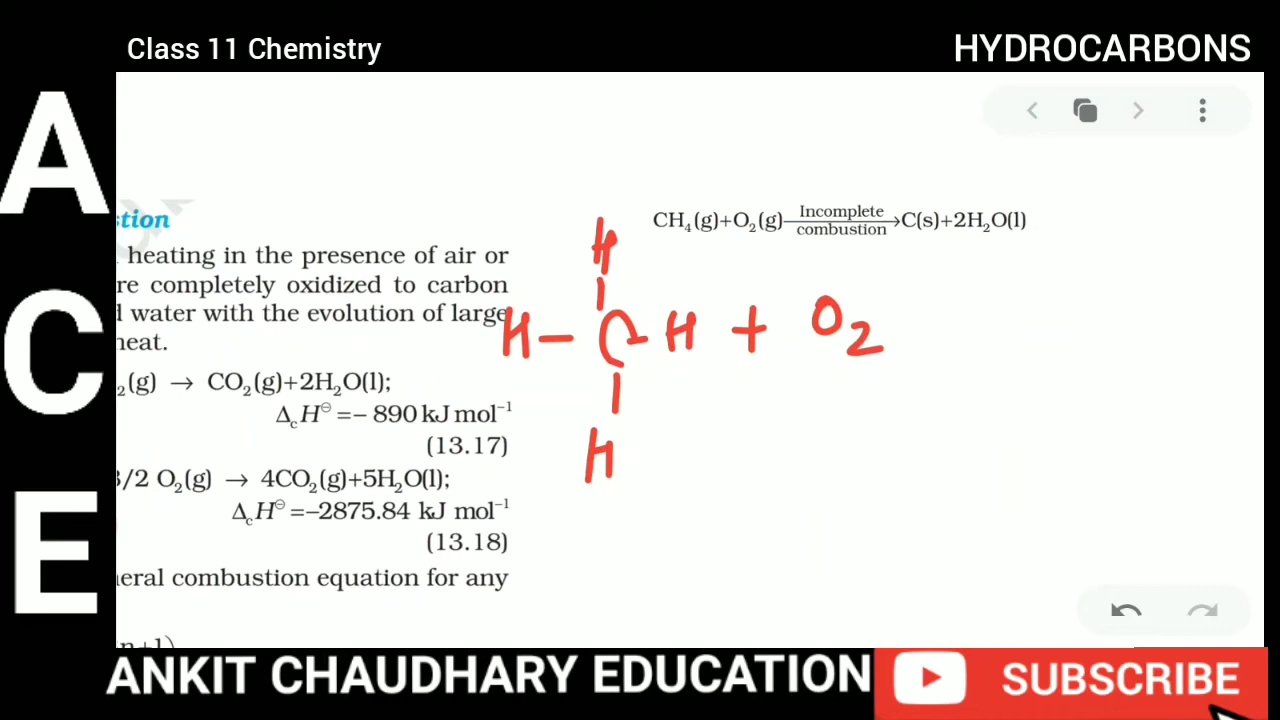 Class 11 Chemistry
HYDROCARBONS
A
C
E
stion
heating in the presence of air or
re completely oxidized to carbon
d water with the evolution of large
heat.
₂(g) → CO₂(g)+2H₂O(l);
Δ꜀H⊖ =– 890 kJ mol⁻¹
(13.17)
3/2 O₂(g) → 4CO₂(g)+5H₂O(l);
Δ꜀H⊖ =–2875.84 kJ mol⁻¹
(13.18)
neral combustion equation for any
n+1)
CH₄(g)+O₂(g) Incomplete combustion → C(s)+2H₂O(l)
H
H – C – H + O₂
H
ANKIT CHAUDHARY EDUCATION
SUBSCRIBE